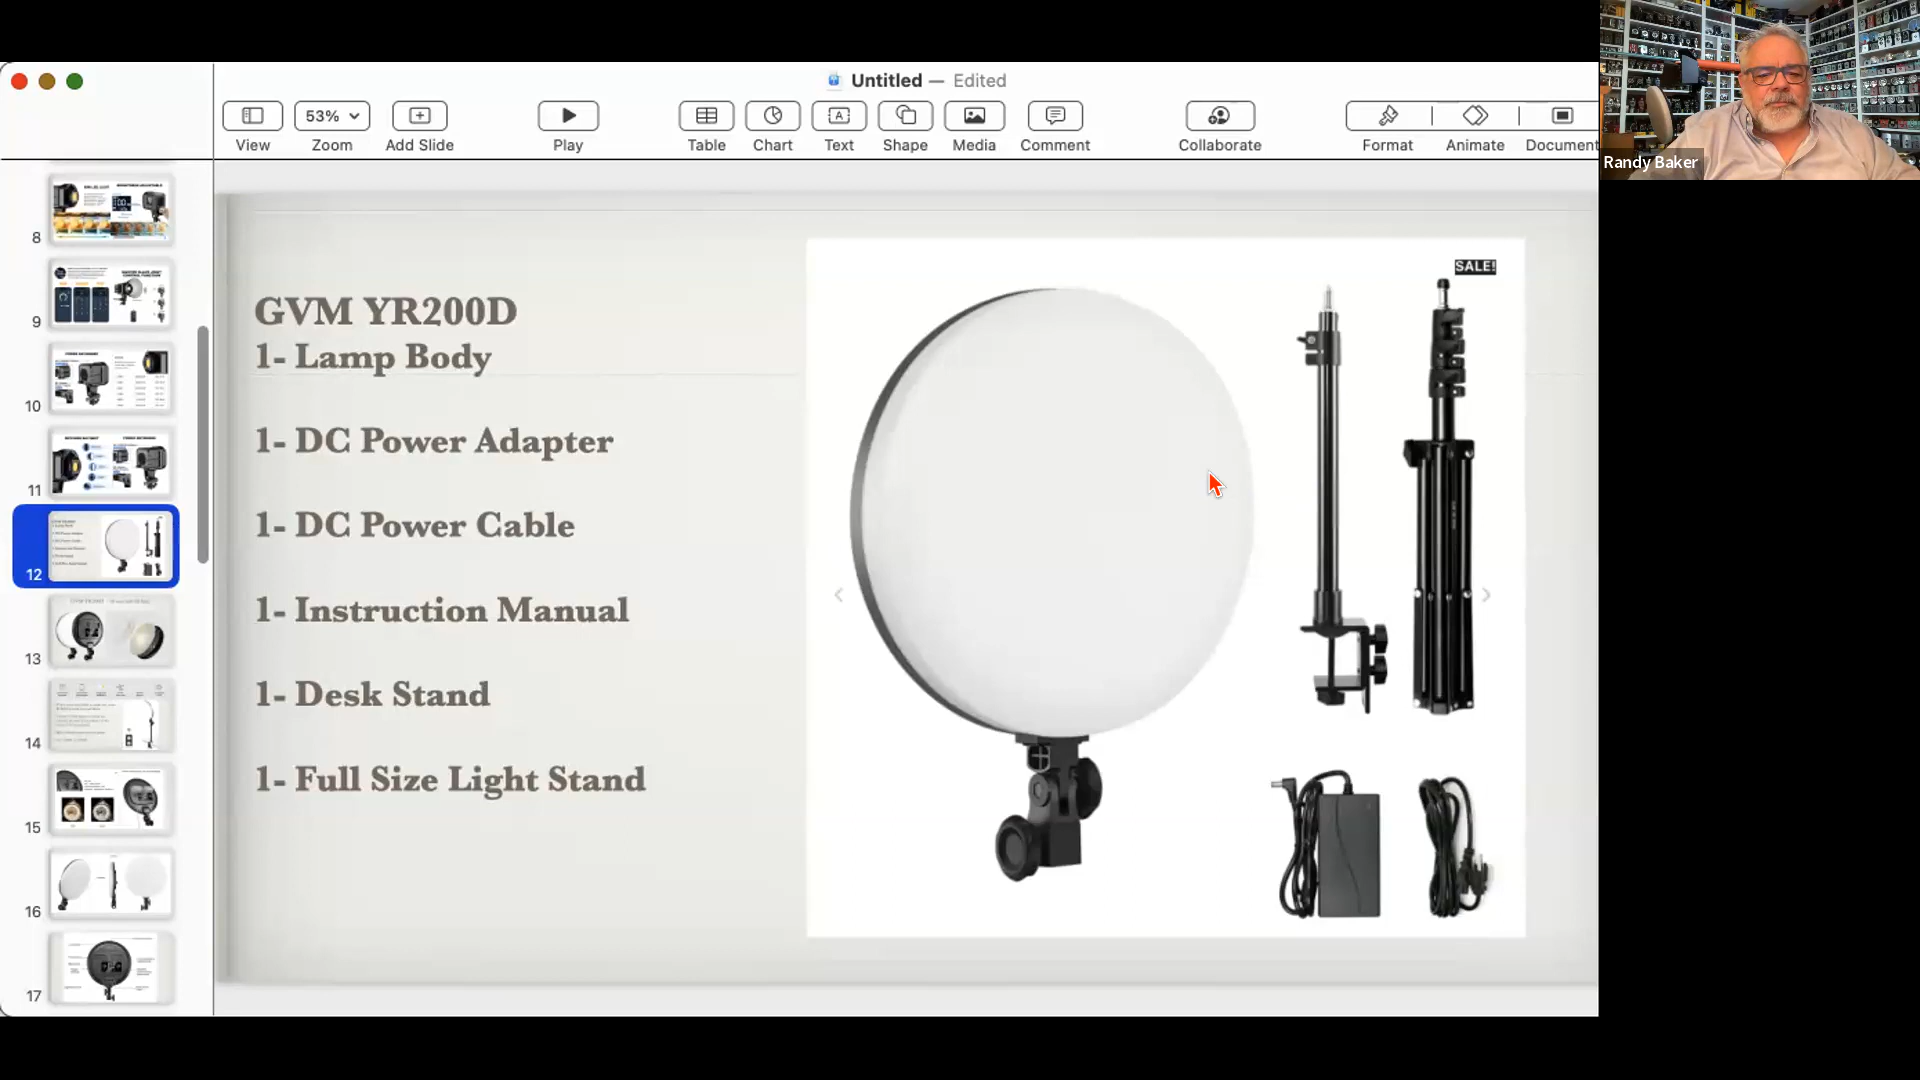 Untitled — Edited
53%
View
Zoom
Add Slide
Play
Table
Chart
Text
Shape
Media
Comment
Collaborate
Format
Animate
Document
Randy Baker
8
9
10
11
12
13
14
15
16
17
GVM YR200D
1- Lamp Body
1- DC Power Adapter
1- DC Power Cable
1- Instruction Manual
1- Desk Stand
1- Full Size Light Stand
SALE!